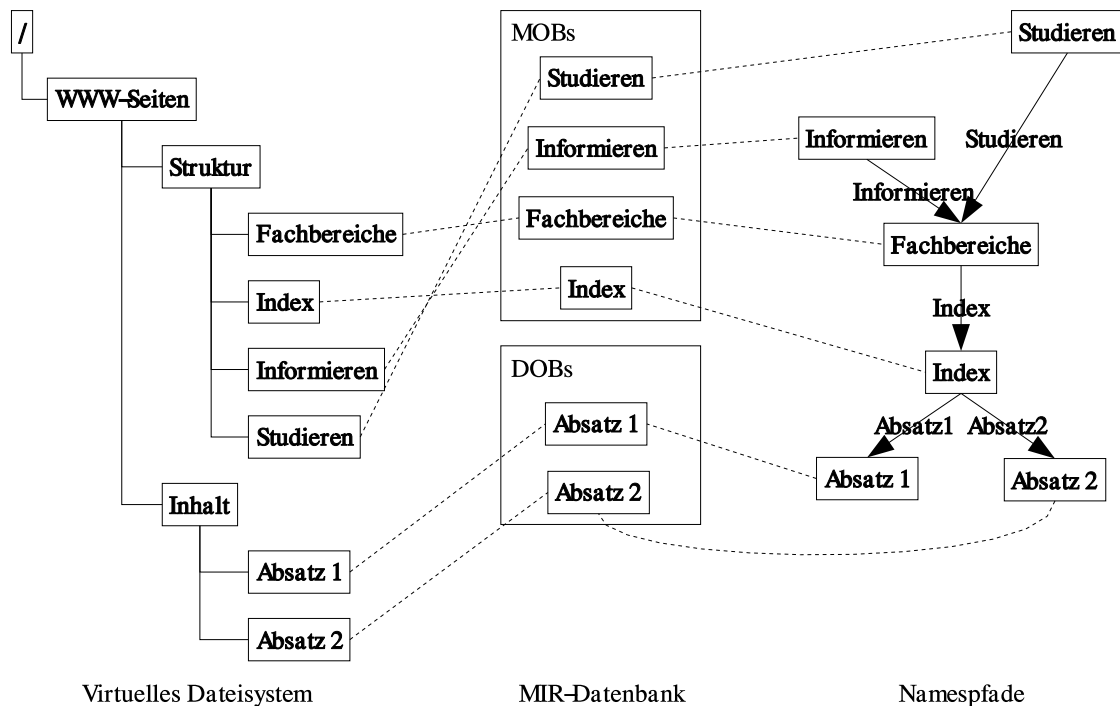 /
WWW-Seiten
Struktur
Fachbereiche
Index
Informieren
Studieren
Inhalt
Absatz 1
Absatz 2
Virtuelles Dateisystem
MOBs
Studieren
Informieren
Fachbereiche
Index
DOBs
Absatz 1
Absatz 2
MIR-Datenbank
Studieren
Informieren
Studieren
Informieren
Fachbereiche
Index
Index
Absatz1
Absatz2
Absatz 1
Absatz 2
Namespfade